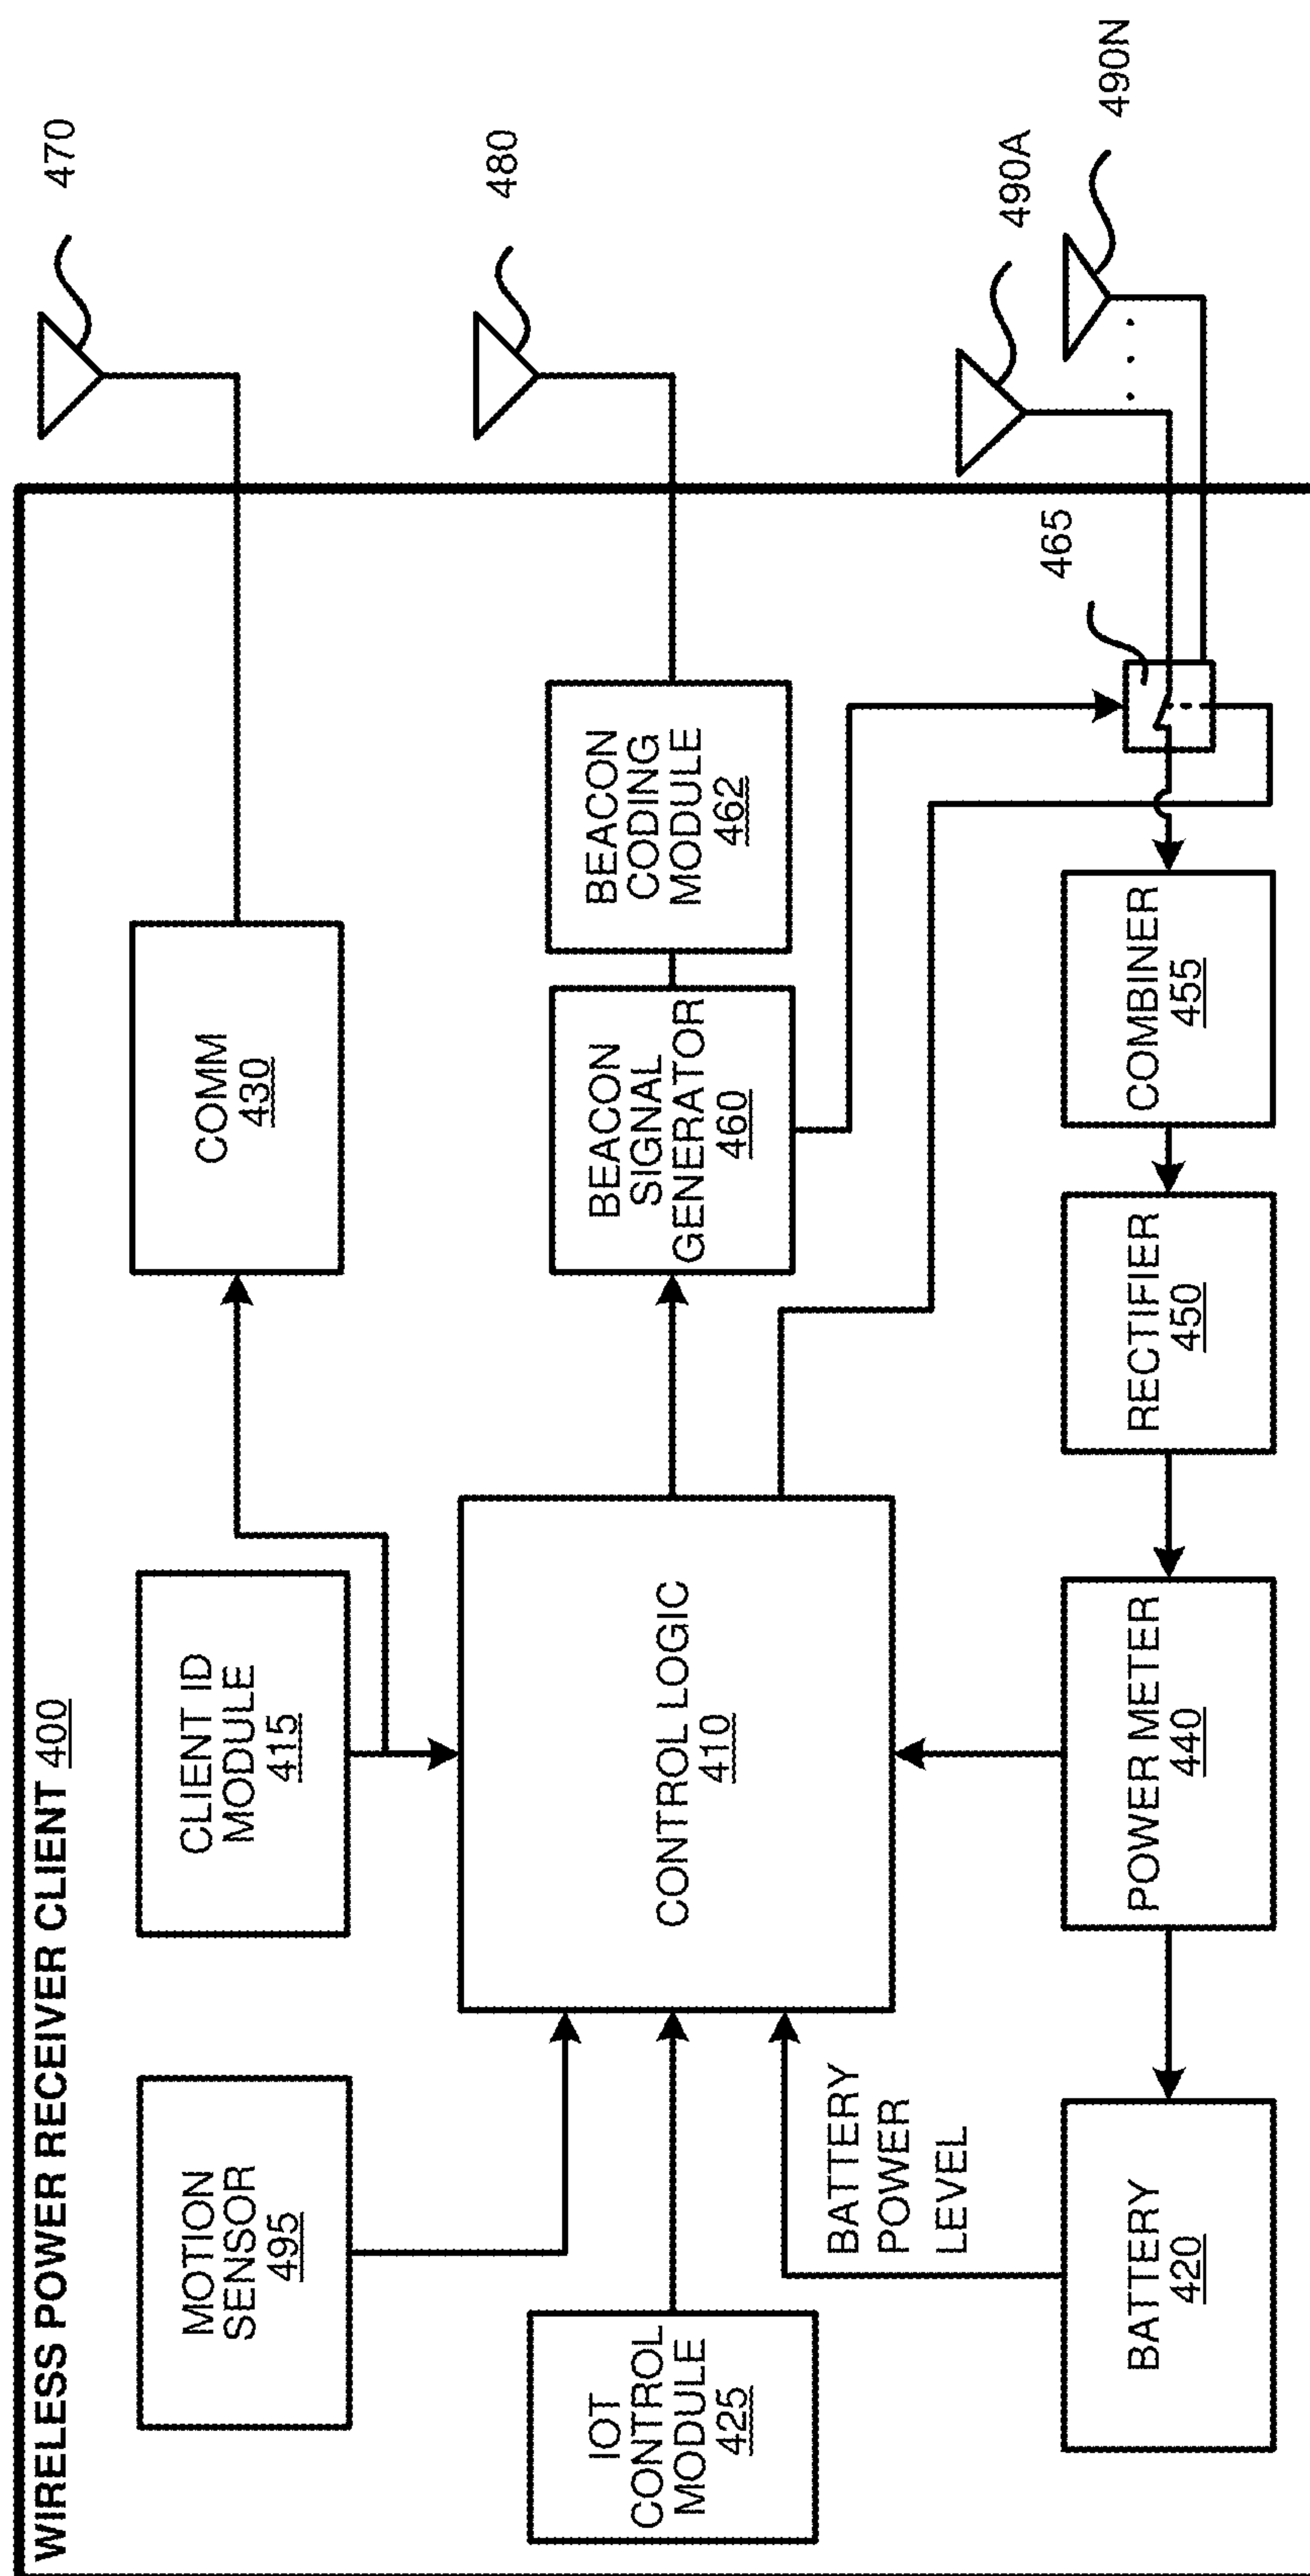 WIRELESS POWER RECEIVER CLIENT 400
MOTION
SENSOR
495
CLIENT ID
MODULE
415
COMM
430
470
IOT
CONTROL
MODULE
425
CONTROL LOGIC
410
BEACON
SIGNAL
GENERATOR
460
BEACON
CODING
MODULE
462
480
BATTERY
POWER
LEVEL
BATTERY
420
POWER METER
440
RECTIFIER
450
COMBINER
455
465
490A
490N